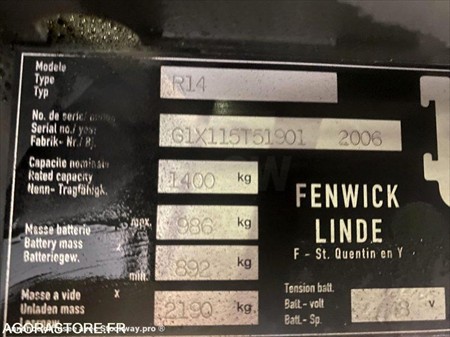 Modele
Type
Typ
R14
No. de serie/
Serial no./year
Fabrik- Nr./
G1X115T51901 2006
Capacite nominale
Rated capacity
Nenn- Tragfähigk.
1400 kg
FENWICK
LINDE
F - St. Quentin en Y
Masse batterie
Battery mass
Batteriegew.
max.
986 kg
min.
892 kg
Masse a vide x
Unladen mass
2190 kg
Tension batt.
Batt.- volt
Batt.- Sp.
48 V
AGORASTORE.FR